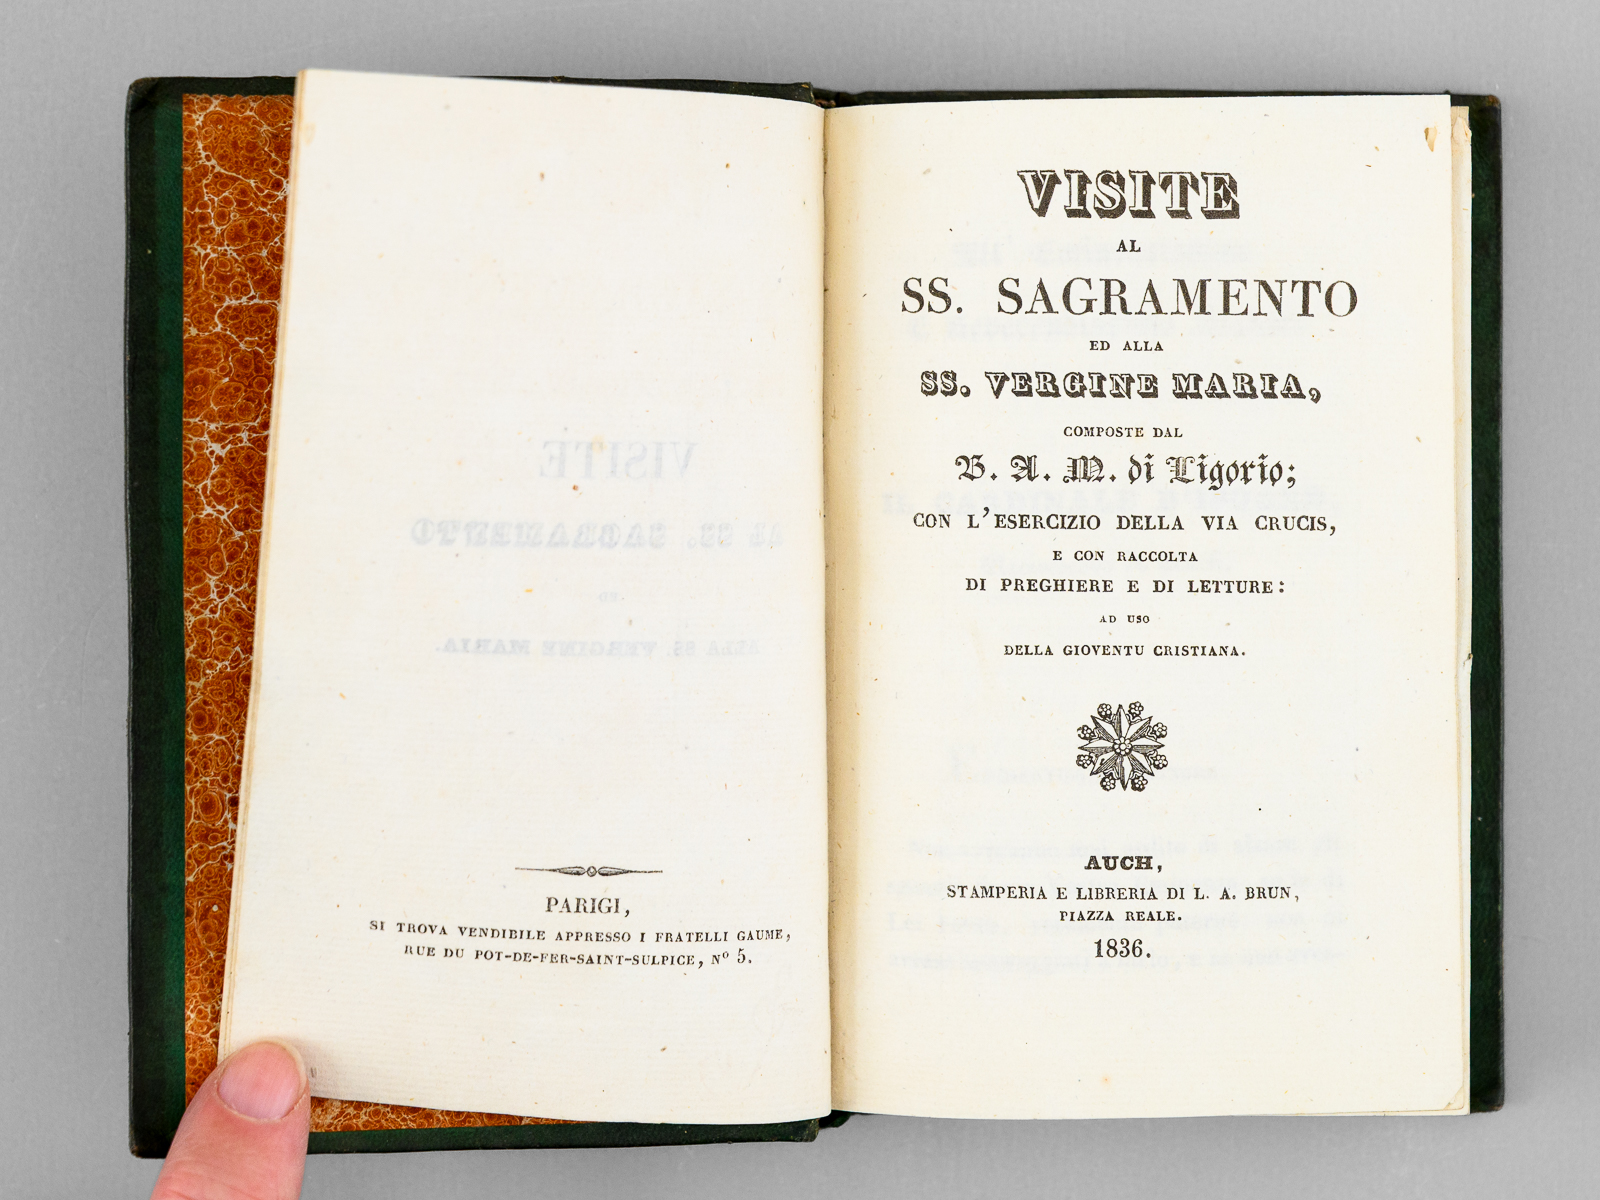 PARIGI,
SI TROVA VENDIBILE APPRESSO I FRATELLI GAUME,
RUE DU POT-DE-FER-SAINT-SULPICE, Nº 5.
VISITE
AL
SS. SAGRAMENTO
ED ALLA
SS. VERGINE MARIA,
COMPOSTE DAL
B. A. M. di Ligorio;
CON L'ESERCIZIO DELLA VIA CRUCIS,
E CON RACCOLTA
DI PREGHIERE E DI LETTURE:
AD USO
DELLA GIOVENTU CRISTIANA.
AUCH,
STAMPERIA E LIBRERIA DI L. A. BRUN,
PIAZZA REALE.
1836.